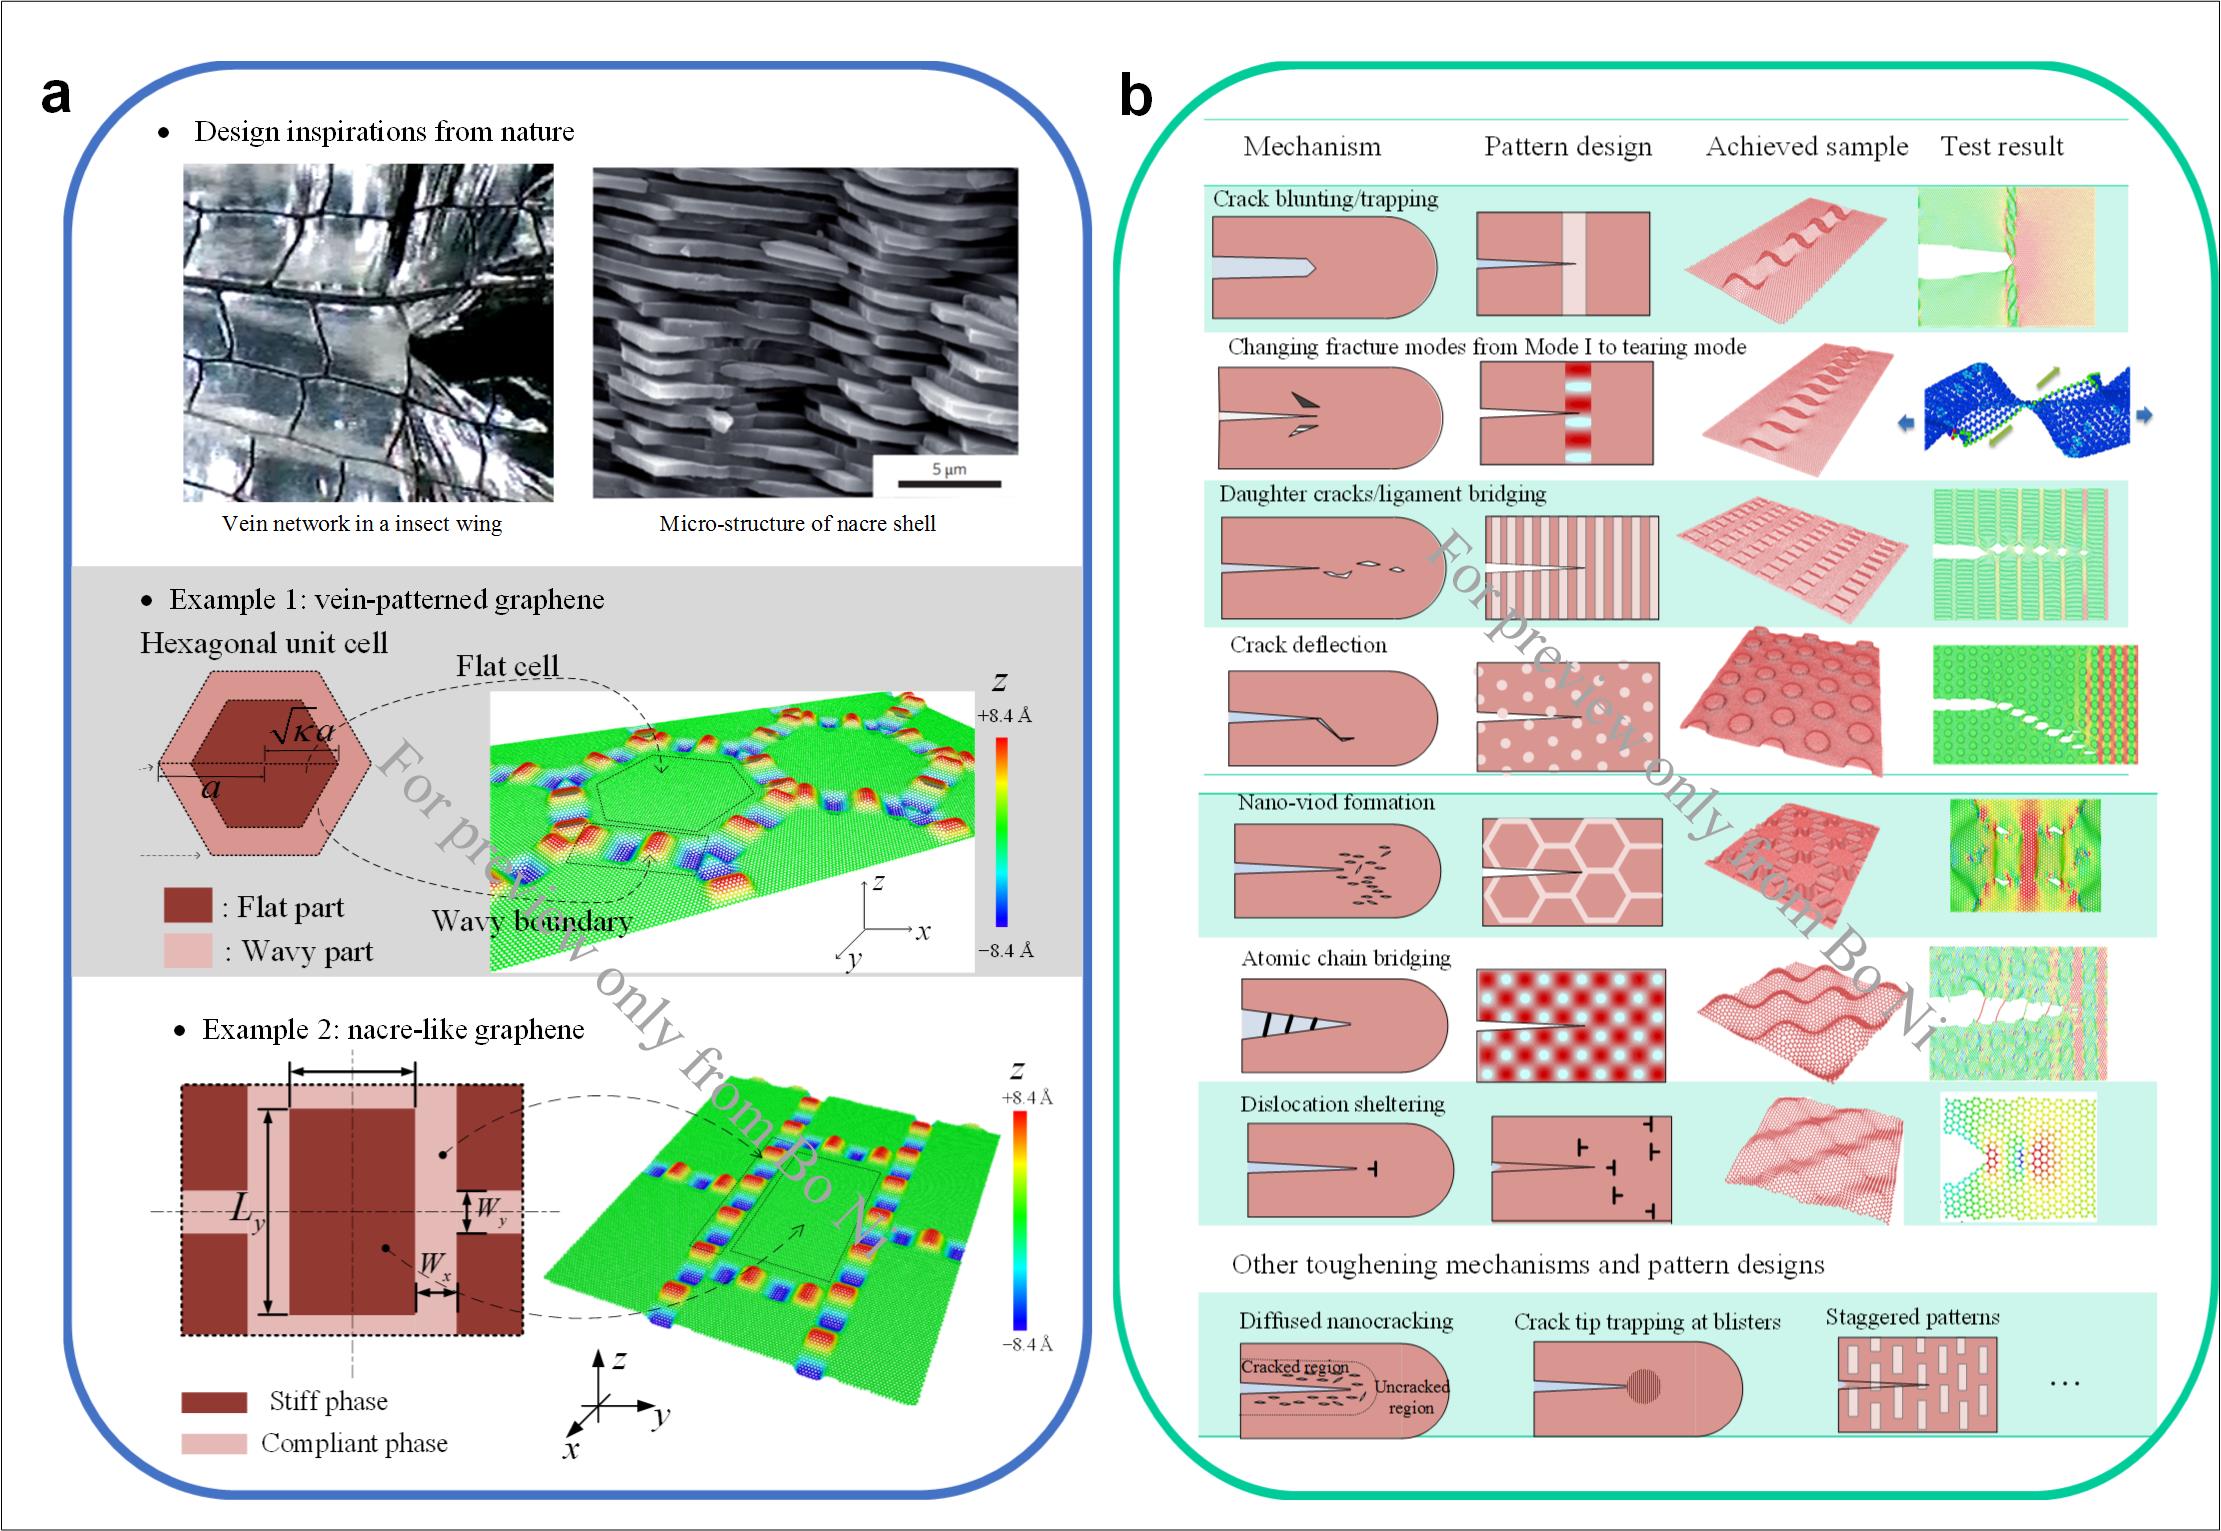 a
• Design inspirations from nature
5 µm
Vein network in a insect wing
Micro-structure of nacre shell
• Example 1: vein-patterned graphene
Hexagonal unit cell
Flat cell
√κa
a
z
+8.4 Å
−8.4 Å
Wavy boundary
z
x
y
: Flat part
: Wavy part
• Example 2: nacre-like graphene
L_y
W_y
W_x
z
+8.4 Å
−8.4 Å
z
y
x
Stiff phase
Compliant phase
For preview only from Bo Ni
b
Mechanism Pattern design Achieved sample Test result
Crack blunting/trapping
Changing fracture modes from Mode I to tearing mode
Daughter cracks/ligament bridging
Crack deflection
Nano-viod formation
Atomic chain bridging
Dislocation sheltering
Other toughening mechanisms and pattern designs
Diffused nanocracking
Cracked region
Uncracked
region
Crack tip trapping at blisters
Staggered patterns
...
For preview only from Bo Ni